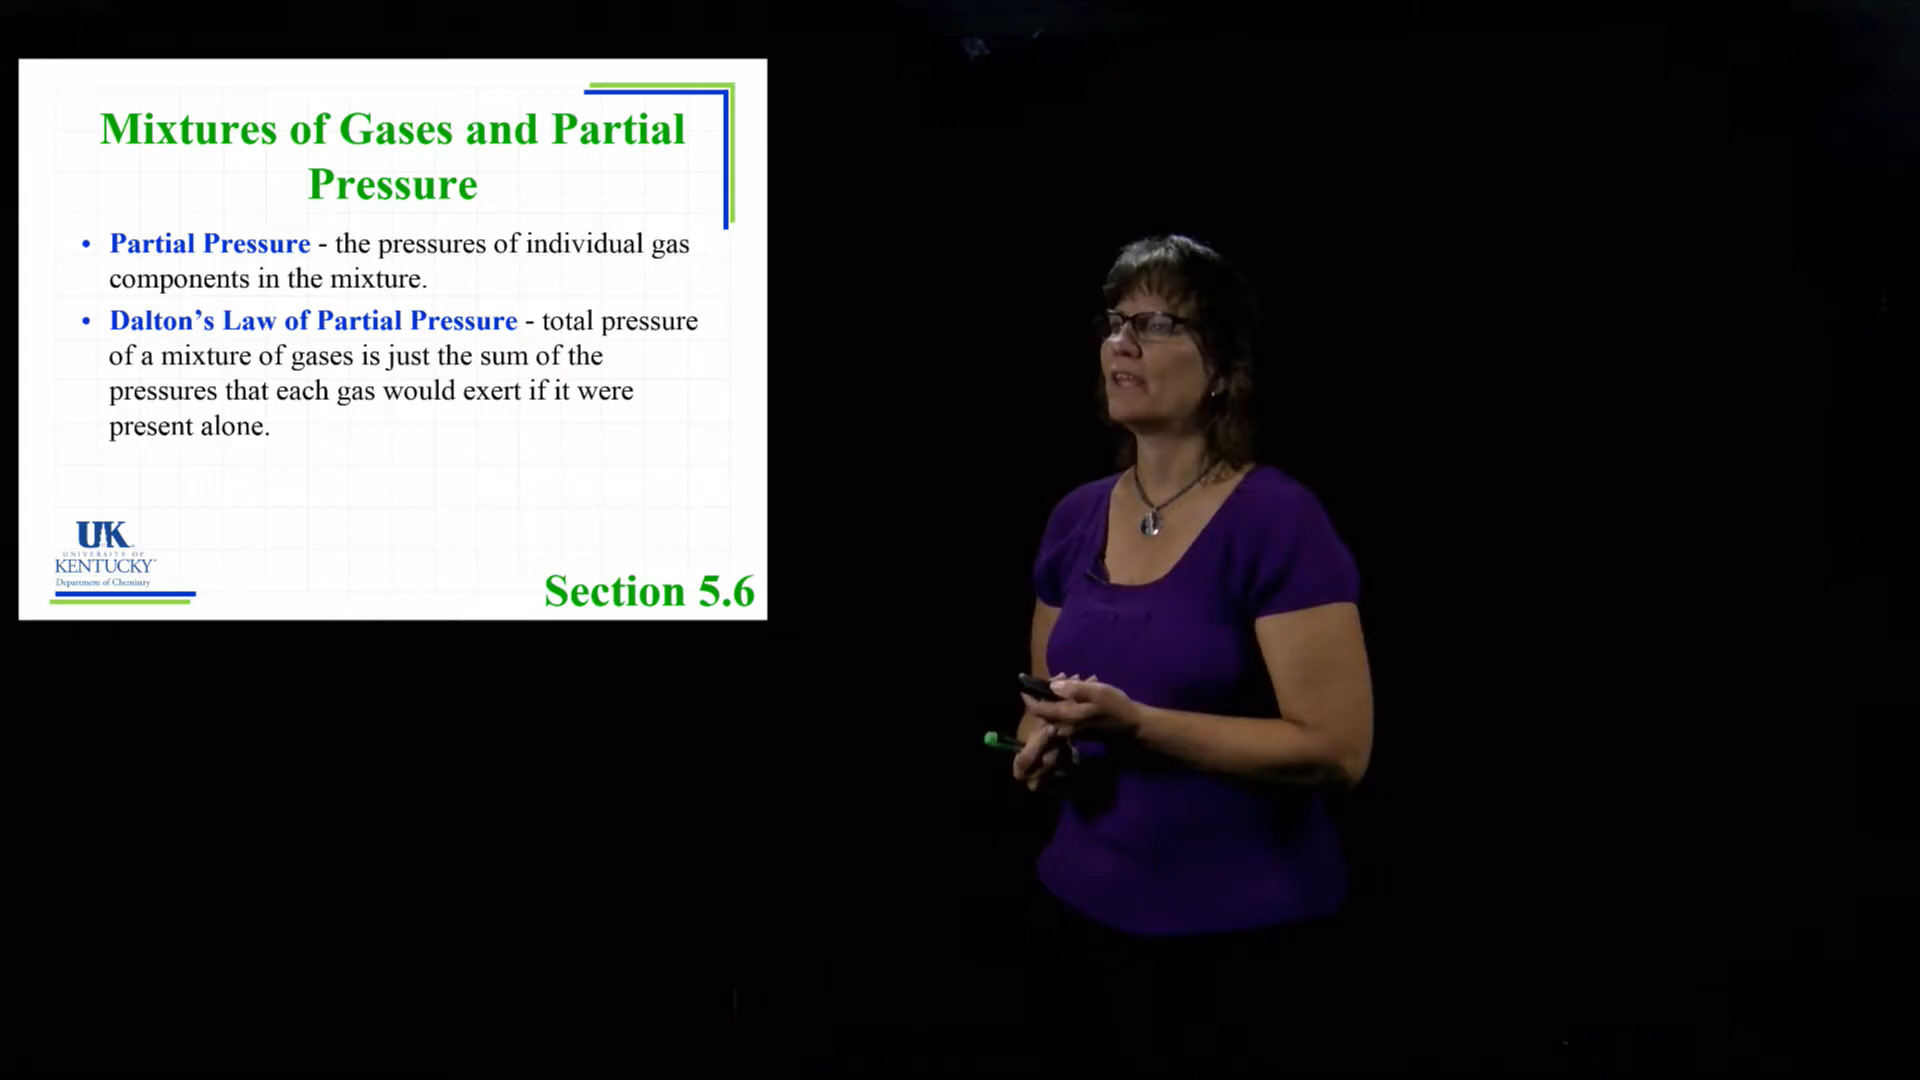 Mixtures of Gases and Partial
Pressure
• Partial Pressure - the pressures of individual gas
components in the mixture.
• Dalton’s Law of Partial Pressure - total pressure
of a mixture of gases is just the sum of the
pressures that each gas would exert if it were
present alone.
UK
UNIVERSITY OF
KENTUCKY
Department of Chemistry
Section 5.6